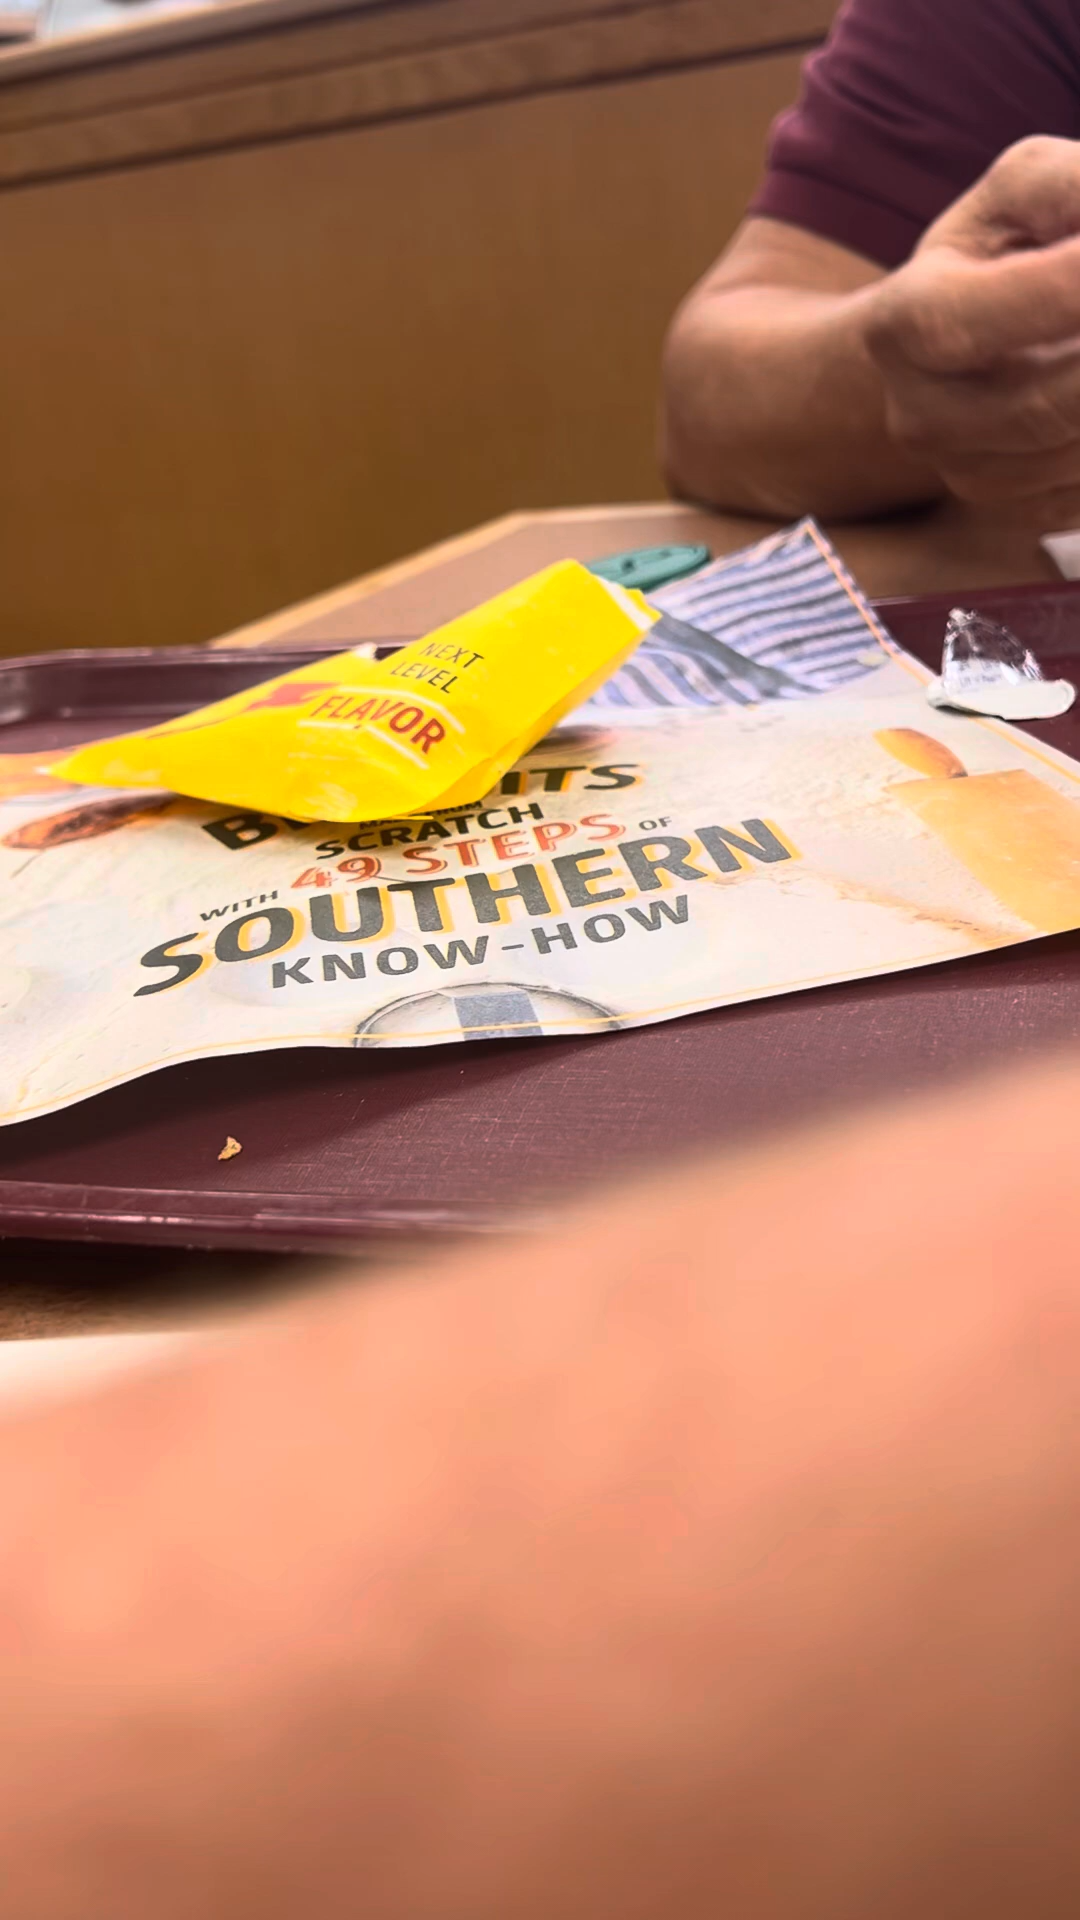 NEXT
LEVEL
FLAVOR
SCRATCH
49 STEPS OF
WITH
SOUTHERN
KNOW-HOW